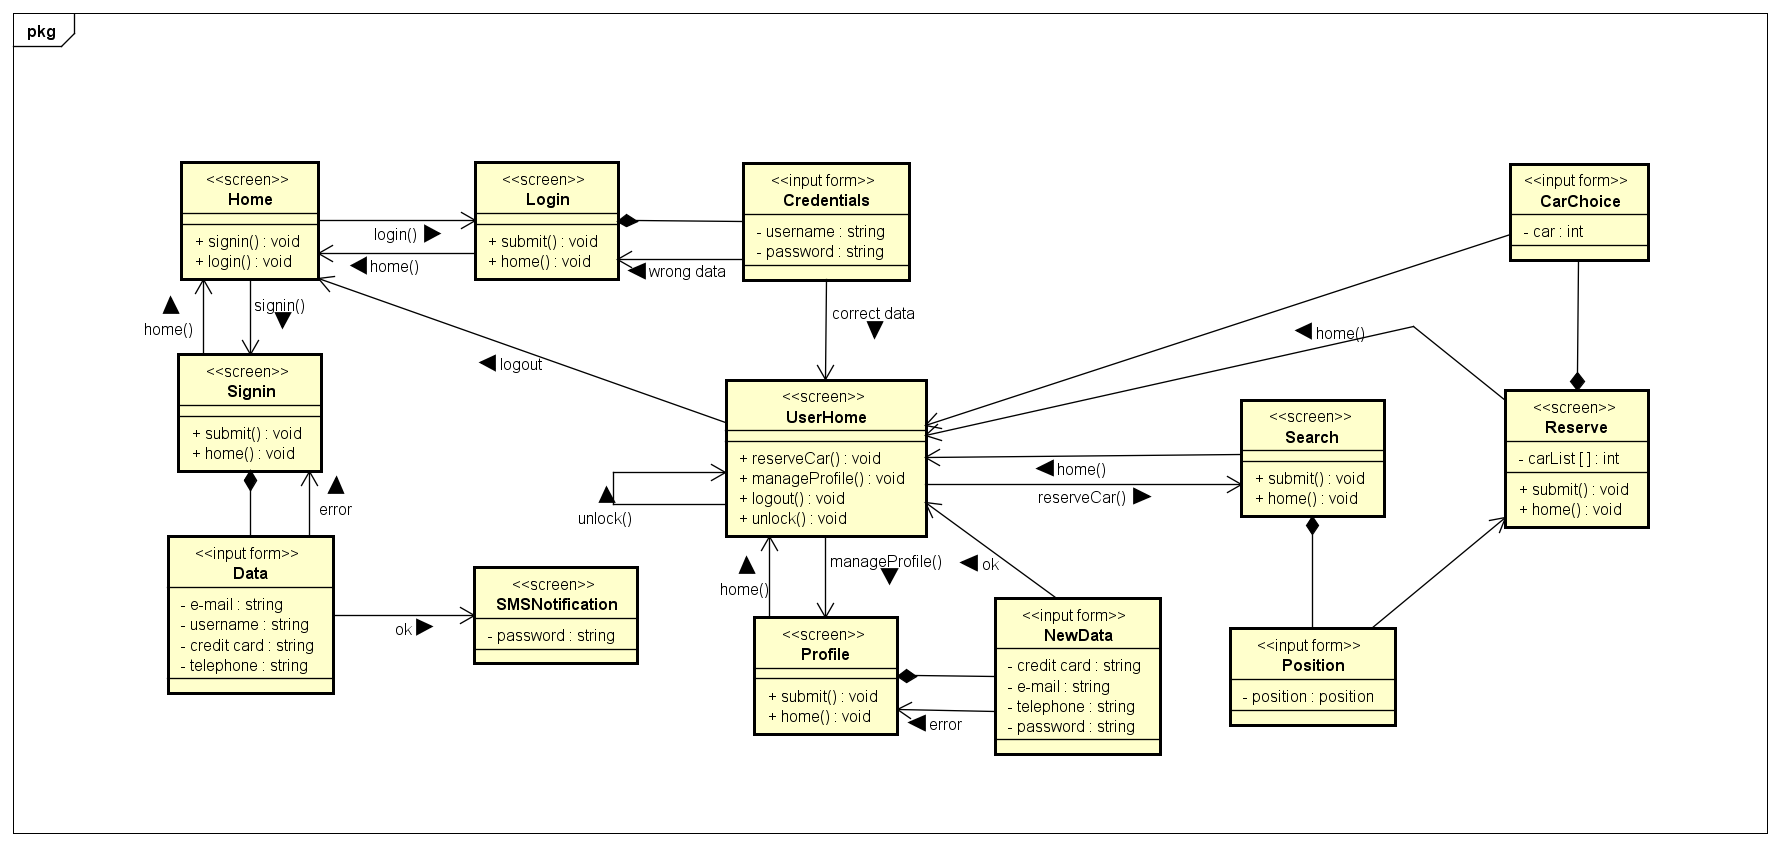 pkg
<<screen>>
Home
+ signin() : void
+ login() : void
login()
home()
<<screen>>
Login
+ submit() : void
+ home() : void
wrong data
<<input form>>
Credentials
- username : string
- password : string
correct data
<<input form>>
CarChoice
- car : int
signin()
home()
<<screen>>
Signin
+ submit() : void
+ home() : void
error
logout
<<screen>>
UserHome
+ reserveCar() : void
+ manageProfile() : void
+ logout() : void
+ unlock() : void
unlock()
home()
home()
reserveCar()
<<screen>>
Search
+ submit() : void
+ home() : void
<<screen>>
Reserve
- carList [ ] : int
+ submit() : void
+ home() : void
<<input form>>
Data
- e-mail : string
- username : string
- credit card : string
- telephone : string
ok
<<screen>>
SMSNotification
- password : string
home()
manageProfile()
ok
<<screen>>
Profile
+ submit() : void
+ home() : void
error
<<input form>>
NewData
- credit card : string
- e-mail : string
- telephone : string
- password : string
<<input form>>
Position
- position : position